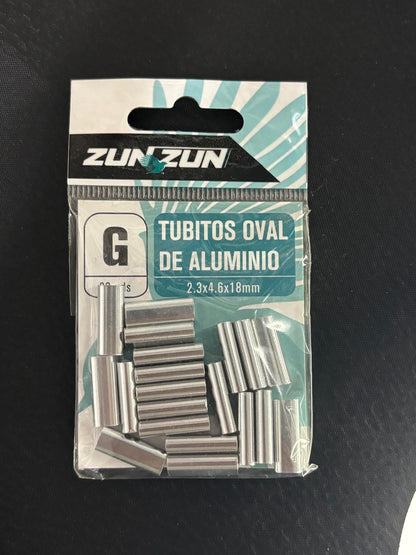 ZUNZUN
G
TUBITOS OVAL
DE ALUMINIO
2.3x4.6x18mm